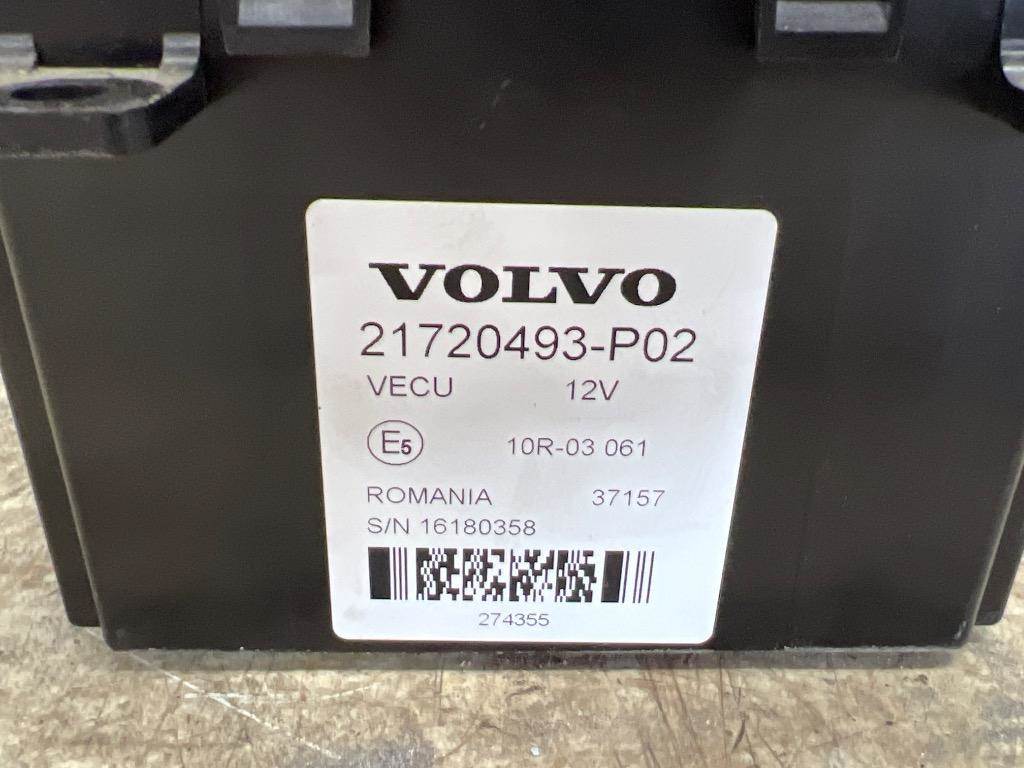 VOLVO
21720493-P02
VECU 12V
E5 10R-03 061
ROMANIA 37157
S/N 16180358
274355